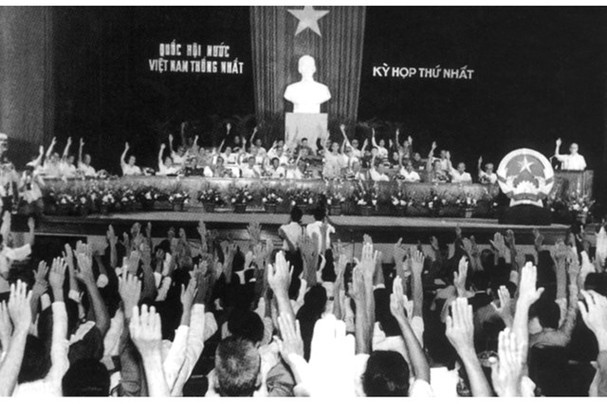 QUỐC HỘI NƯỚC
VIỆT NAM THỐNG NHẤT
KỲ HỌP THỨ NHẤT